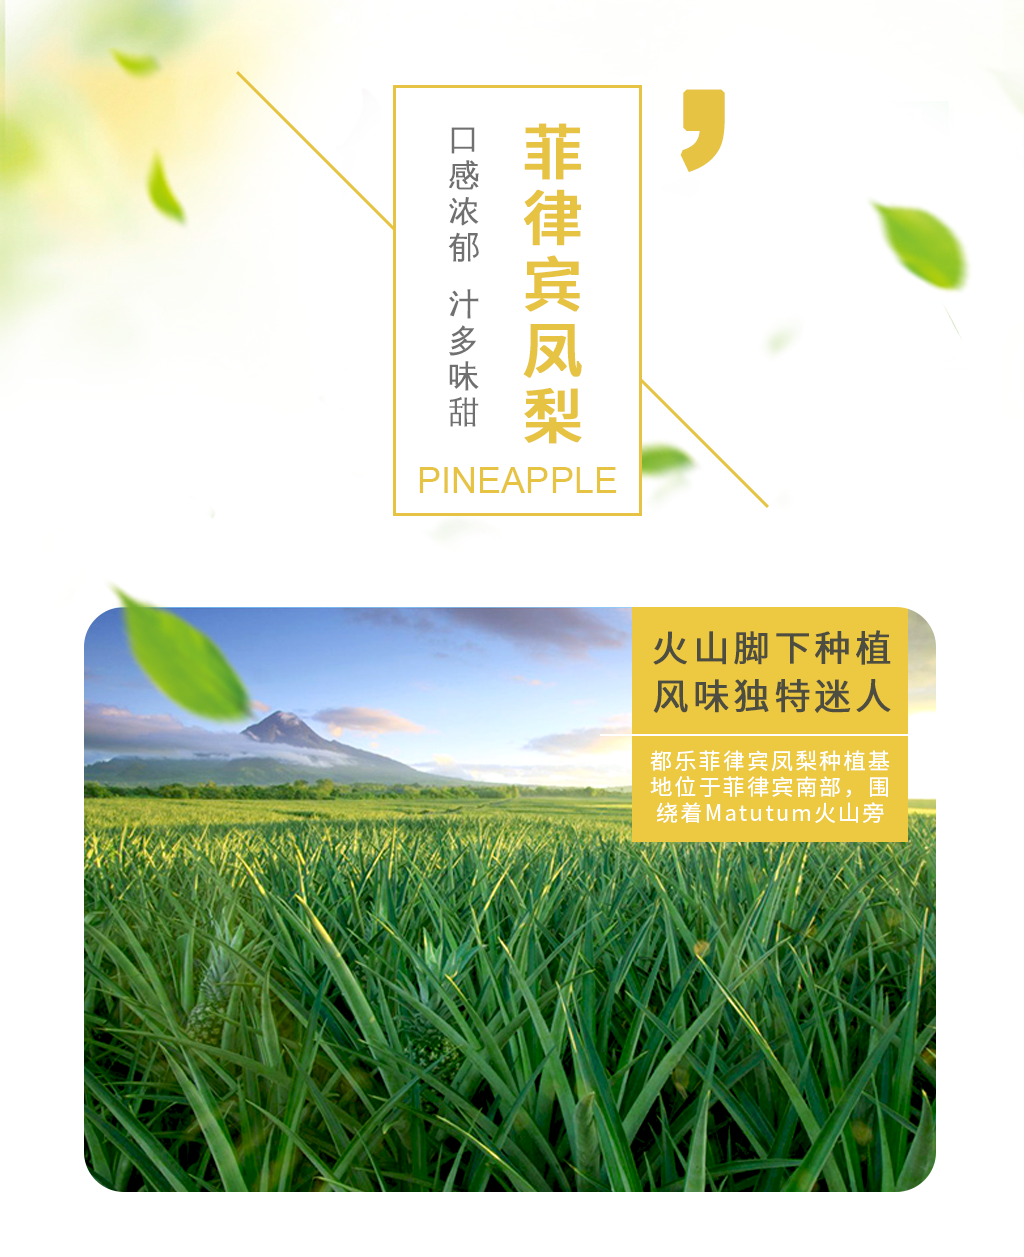 菲律宾凤梨
口感浓郁 汁多味甜
PINEAPPLE
火山脚下种植
风味独特迷人
都乐菲律宾凤梨种植基
地位于菲律宾南部，围
绕着Matutum火山旁